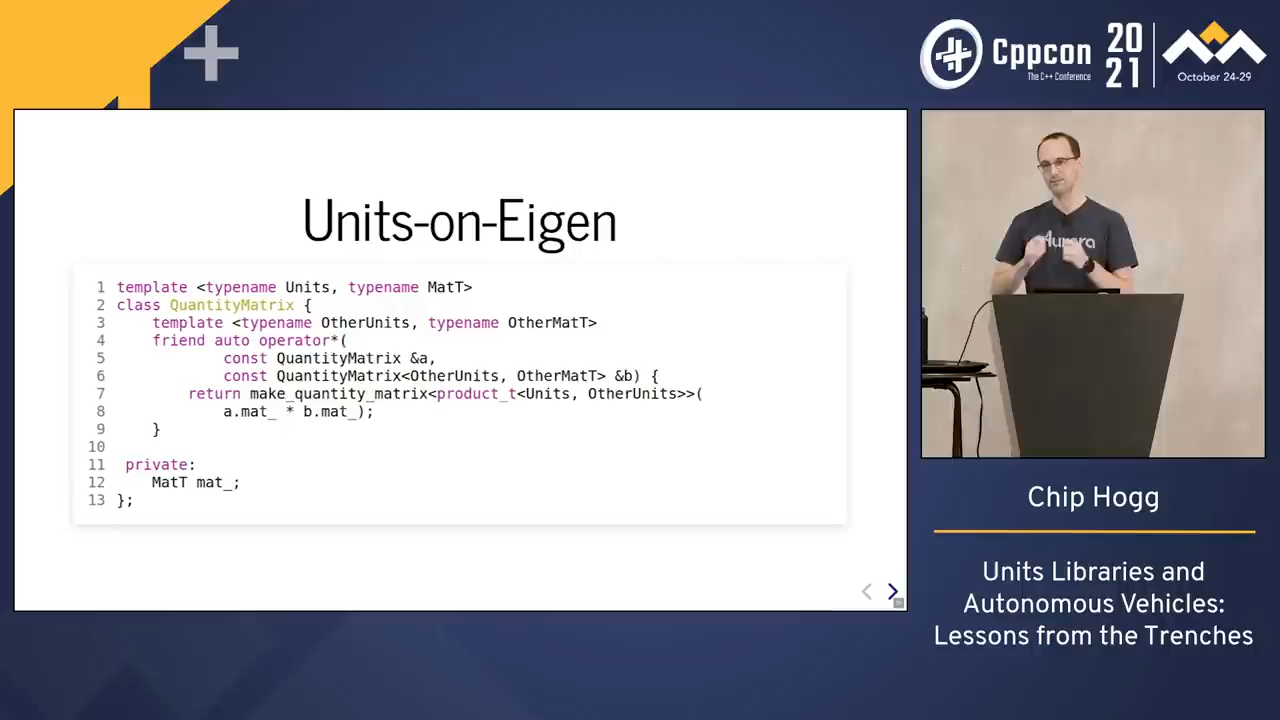 Cppcon
The C++ Conference
20
21
October 24-29
Units-on-Eigen
1 template <typename Units, typename MatT>
2 class QuantityMatrix {
3     template <typename OtherUnits, typename OtherMatT>
4     friend auto operator*(
5             const QuantityMatrix &a,
6             const QuantityMatrix<OtherUnits, OtherMatT> &b) {
7         return make_quantity_matrix<product_t<Units, OtherUnits>>(
8             a.mat_ * b.mat_);
9     }
10
11  private:
12     MatT mat_;
13 };
Aurora
Chip Hogg
Units Libraries and
Autonomous Vehicles:
Lessons from the Trenches